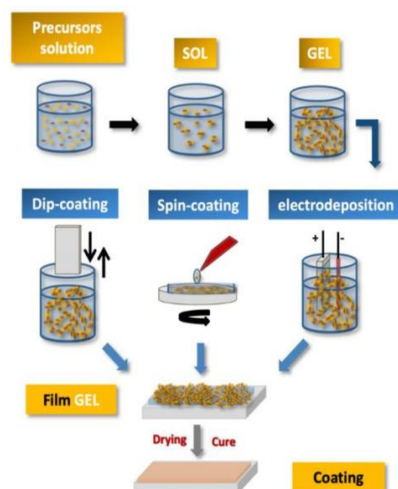 Precursors
solution
SOL
GEL
Dip-coating
Spin-coating
electrodeposition
+ -
Film GEL
Drying Cure
Coating